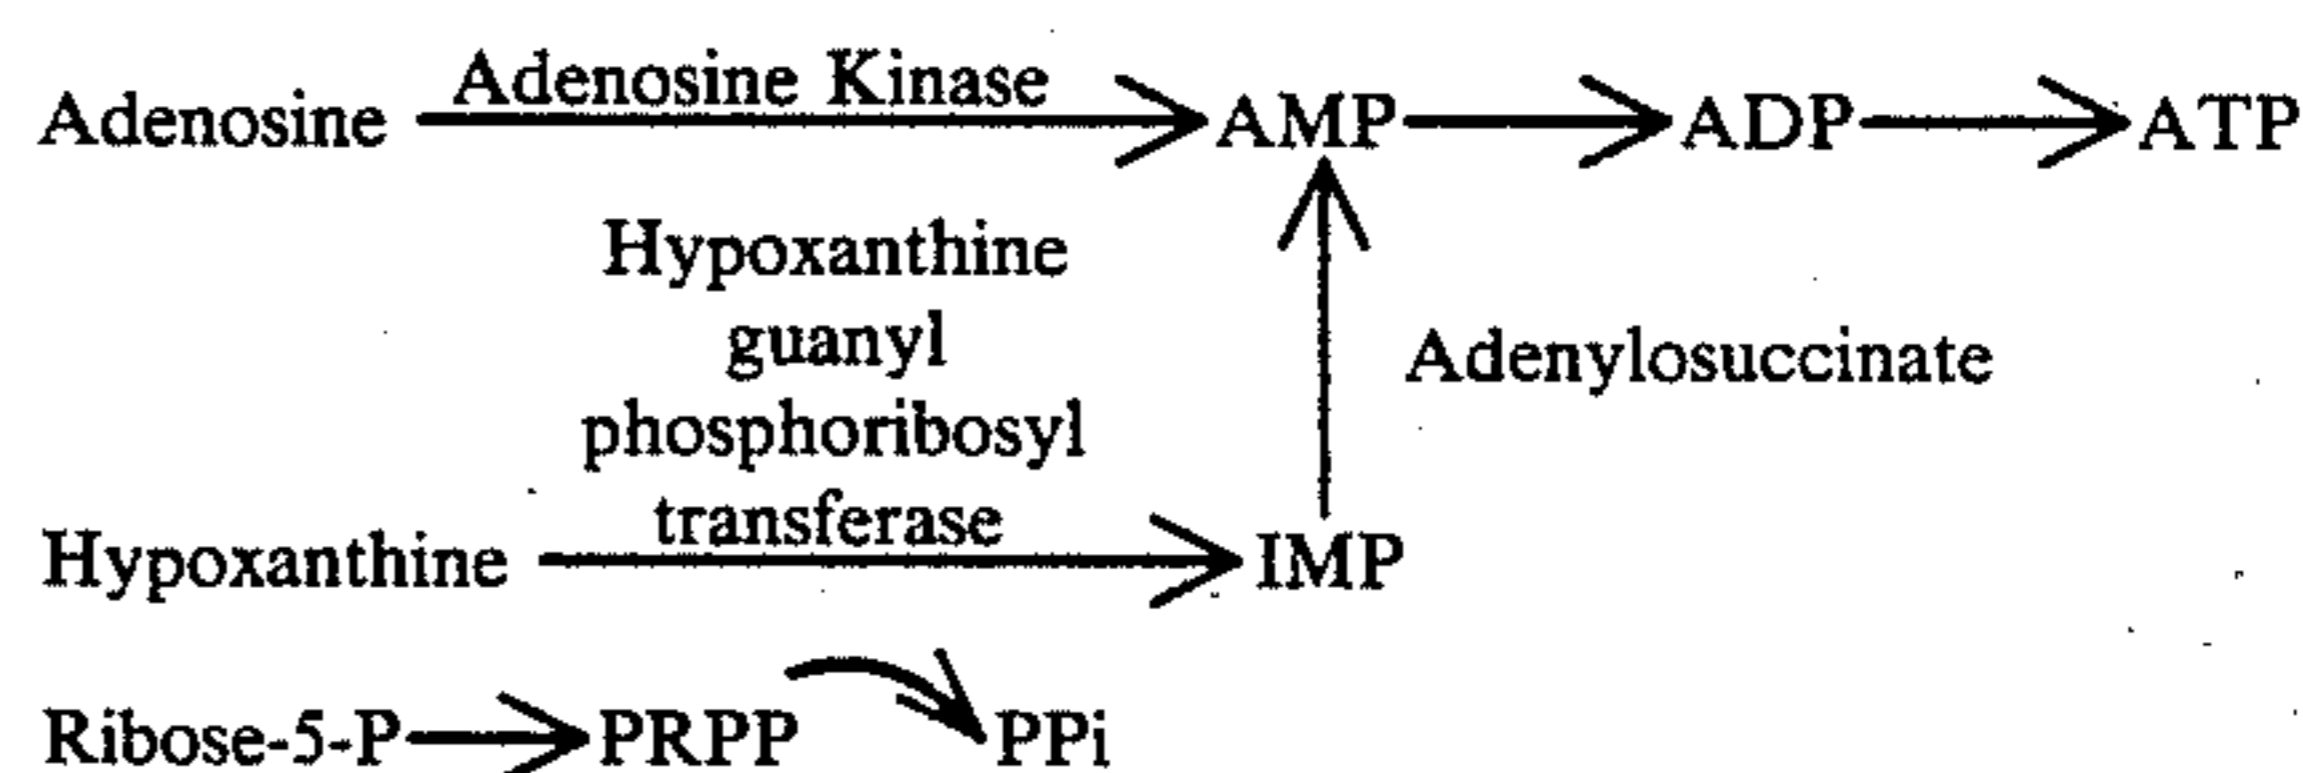 Adenosine Kinase
Adenosine AMP ADP ATP
Hypoxanthine
guanyl
Adenylosuccinate
phosphoribosyl
transferase
Hypoxanthine IMP
Ribose-5-P PRPP PPi